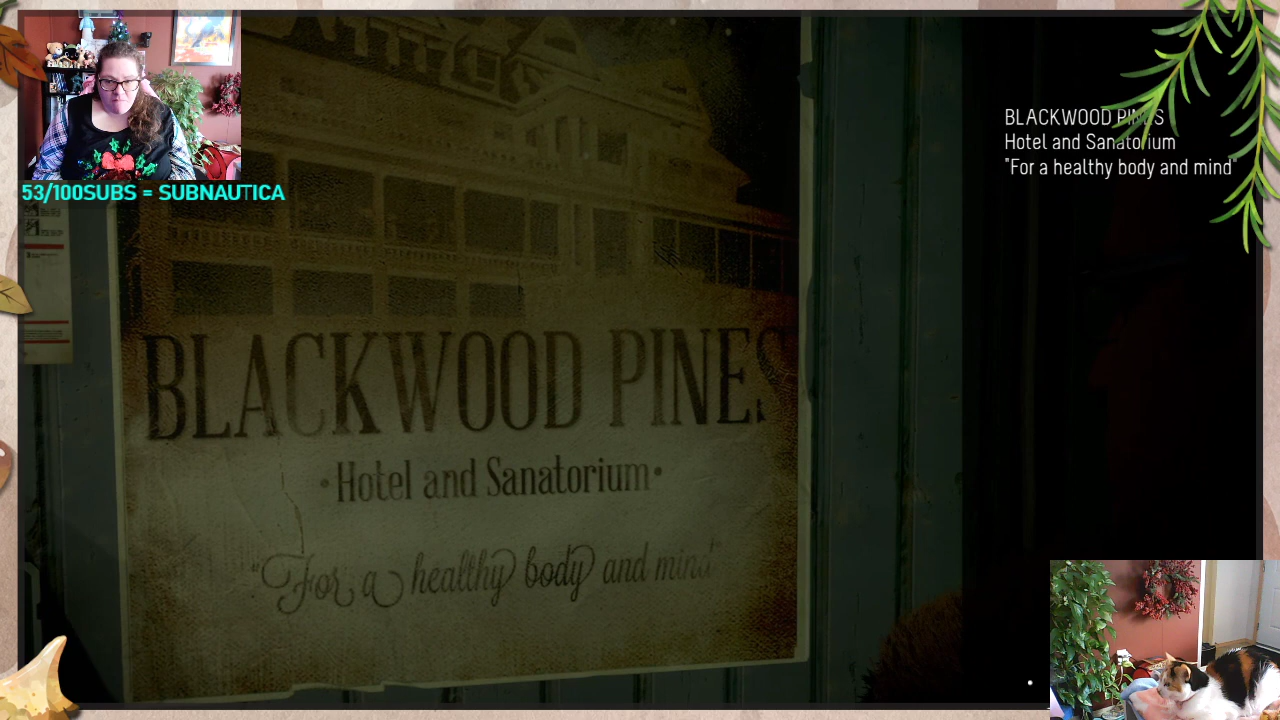 53/100SUBS = SUBNAUTICA
BLACKWOOD PINES
Hotel and Sanatorium
"For a healthy body and mind"
BLACKWOOD PINES
•Hotel and Sanatorium•
"For a healthy body and mind"